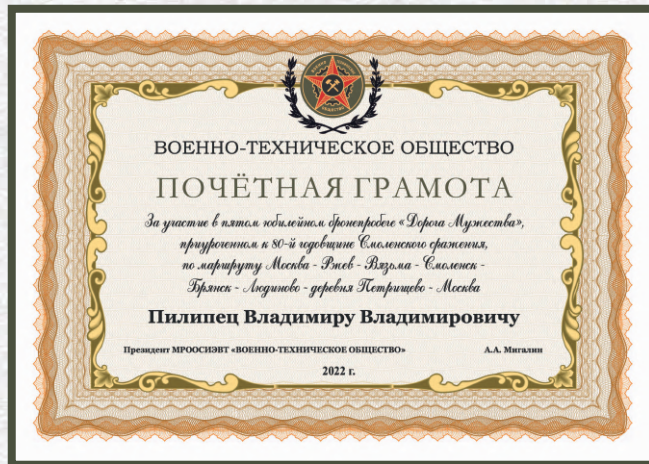 ВОЕННО-ТЕХНИЧЕСКОЕ ОБЩЕСТВО
ПОЧЁТНАЯ ГРАМОТА
За участие в пятом юбилейном бронепробеге «Дорога Мужества»,
приуроченном к 80-й годовщине Смоленского сражения,
по маршруту Москва - Ржев - Вязьма - Смоленск -
Брянск - Людиново - деревня Петрищево - Москва
Пилипец Владимиру Владимировичу
Президент МРООСИЭВТ «ВОЕННО-ТЕХНИЧЕСКОЕ ОБЩЕСТВО» А.А. Мигалин
2022 г.